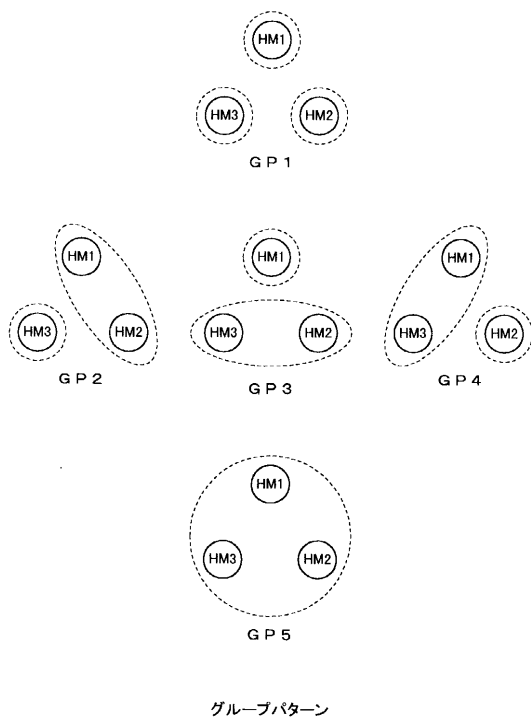 HM1
HM3 HM2
GP1
HM1 HM1 HM1
HM3 HM2 HM3 HM2 HM3 HM2
GP2 GP3 GP4
HM1
HM3 HM2
GP5
グループパターン